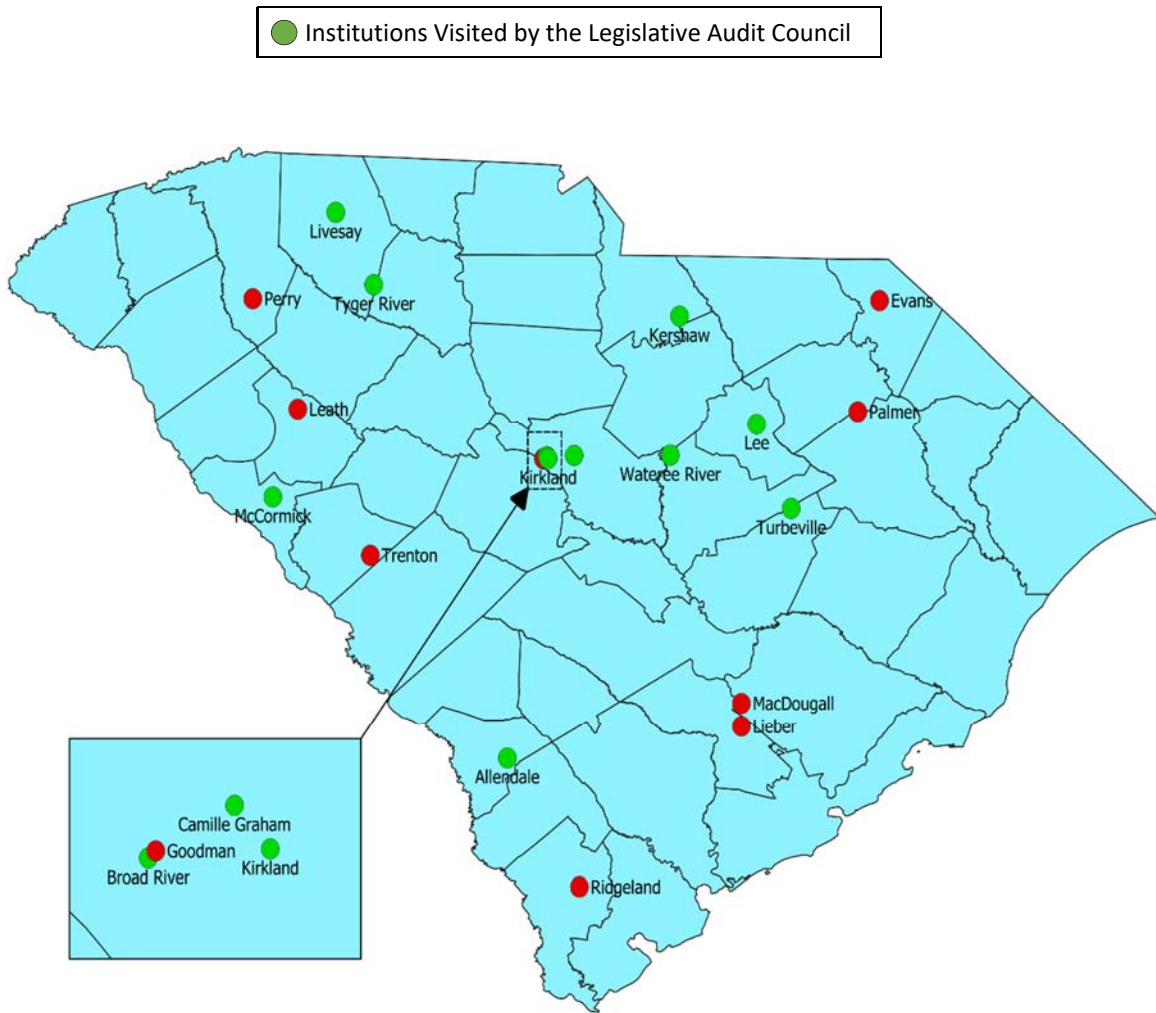 Institutions Visited by the Legislative Audit Council
Livesay
Perry
Tyger River
Evans
Kershaw
Leath
Palmer
Lee
Kirkland
Wateree River
McCormick
Turbeville
Trenton
MacDougall
Lieber
Allendale
Camille Graham
Goodman
Kirkland
Broad River
Ridgeland